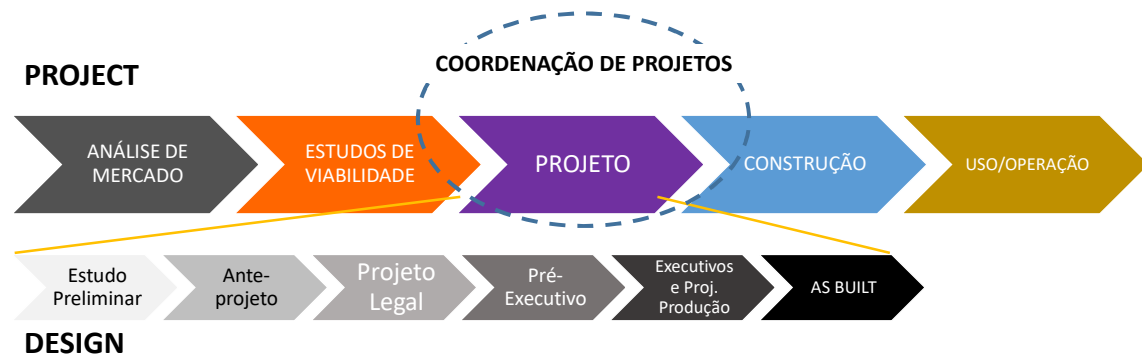 COORDENAÇÃO DE PROJETOS
PROJECT
ANÁLISE DE
MERCADO
ESTUDOS DE
VIABILIDADE
PROJETO
CONSTRUÇÃO
USO/OPERAÇÃO
Estudo
Preliminar
Ante-
projeto
Projeto
Legal
Pré-
Executivo
Executivos
e Proj.
Produção
AS BUILT
DESIGN